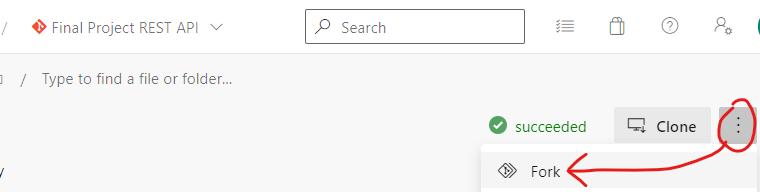 / Final Project REST API Search
/ Type to find a file or folder...
succeeded Clone
Fork